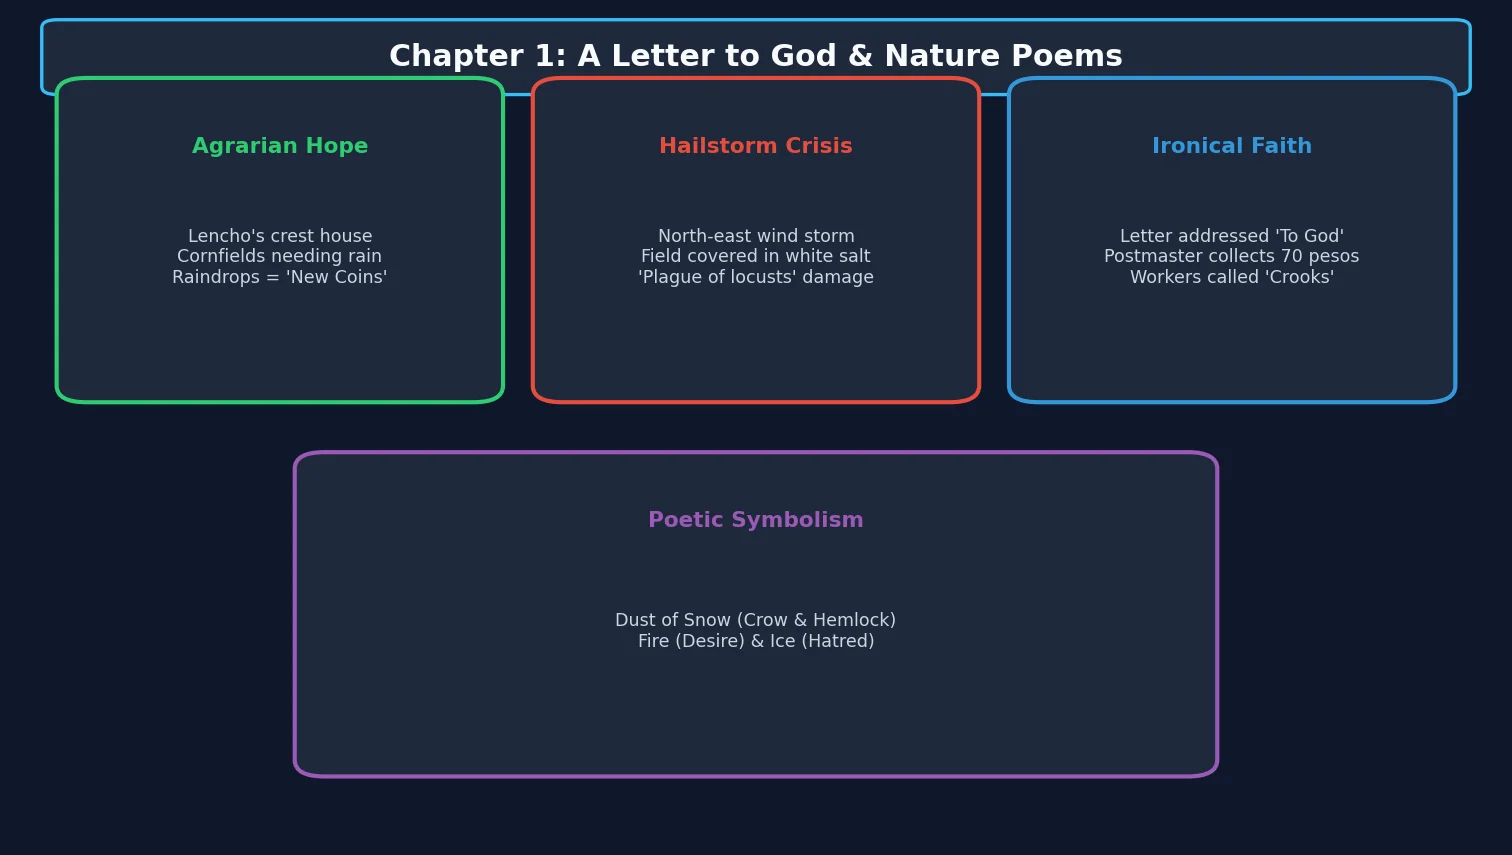 Chapter 1: A Letter to God & Nature Poems
Agrarian Hope
Lencho's crest house
Cornfields needing rain
Raindrops = 'New Coins'
Hailstorm Crisis
North-east wind storm
Field covered in white salt
'Plague of locusts' damage
Ironical Faith
Letter addressed 'To God'
Postmaster collects 70 pesos
Workers called 'Crooks'
Poetic Symbolism
Dust of Snow (Crow & Hemlock)
Fire (Desire) & Ice (Hatred)